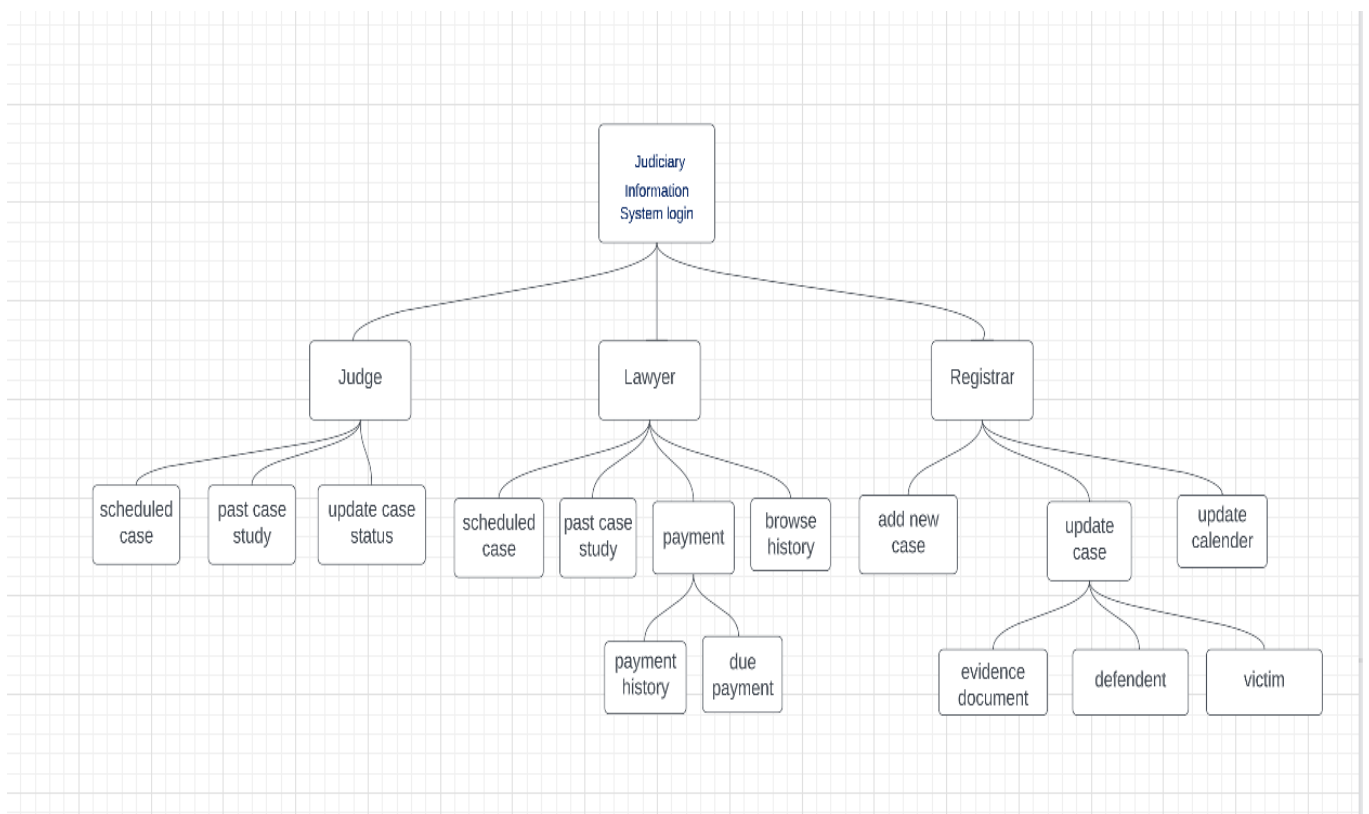 Judiciary
Information
System login
Judge
Lawyer
Registrar
scheduled
case
past case
study
update case
status
scheduled
case
past case
study
payment
browse
history
add new
case
update
case
update
calender
payment
history
due
payment
evidence
document
defendent
victim